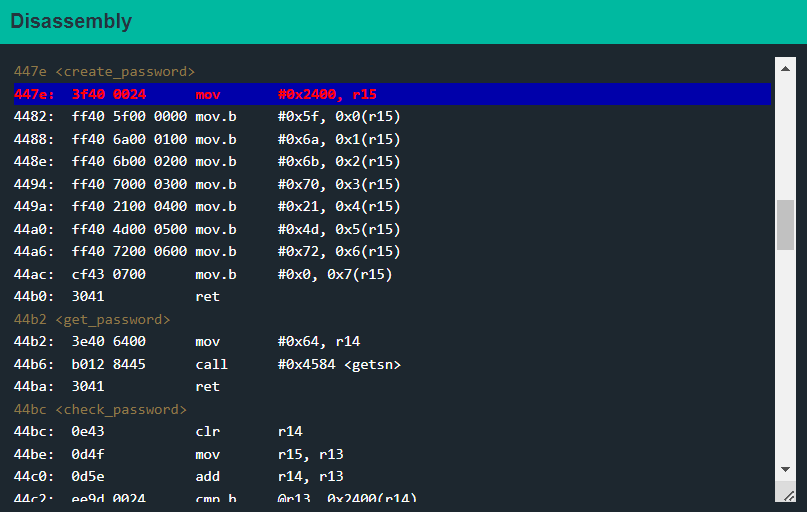 Disassembly
447e <create_password>
447e:  3f40 0024      mov      #0x2400, r15
4482:  ff40 5f00 0000 mov.b     #0x5f, 0x0(r15)
4488:  ff40 6a00 0100 mov.b     #0x6a, 0x1(r15)
448e:  ff40 6b00 0200 mov.b     #0x6b, 0x2(r15)
4494:  ff40 7000 0300 mov.b     #0x70, 0x3(r15)
449a:  ff40 2100 0400 mov.b     #0x21, 0x4(r15)
44a0:  ff40 4d00 0500 mov.b     #0x4d, 0x5(r15)
44a6:  ff40 7200 0600 mov.b     #0x72, 0x6(r15)
44ac:  cf43 0700      mov.b     #0x0, 0x7(r15)
44b0:  3041           ret
44b2 <get_password>
44b2:  3e40 6400      mov       #0x64, r14
44b6:  b012 8445      call      #0x4584 <getsn>
44ba:  3041           ret
44bc <check_password>
44bc:  0e43           clr       r14
44be:  0d4f           mov       r15, r13
44c0:  0d5e           add       r14, r13
44c2:  ee9d 0024      cmp.b     @r13, 0x2400(r14)